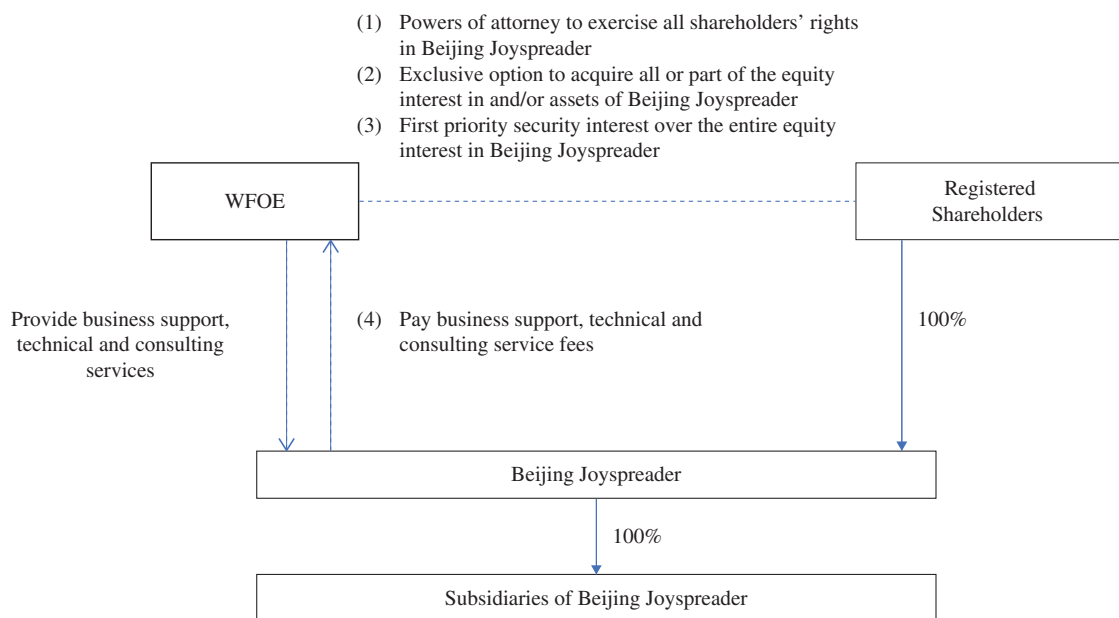 (1) Powers of attorney to exercise all shareholders’ rights
in Beijing Joyspreader
(2) Exclusive option to acquire all or part of the equity
interest in and/or assets of Beijing Joyspreader
(3) First priority security interest over the entire equity
interest in Beijing Joyspreader
WFOE
Registered
Shareholders
Provide business support,
technical and consulting
services
(4) Pay business support, technical and
consulting service fees
100%
Beijing Joyspreader
100%
Subsidiaries of Beijing Joyspreader